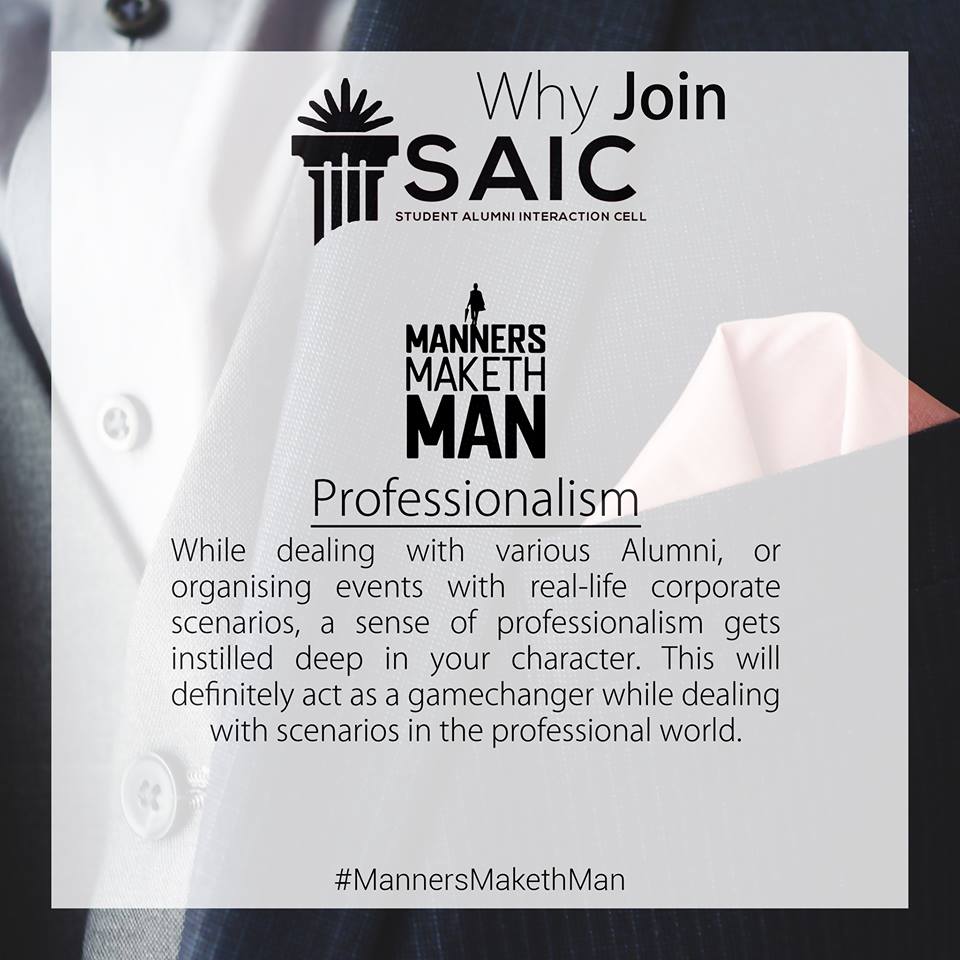 Why Join
SAIC
STUDENT ALUMNI INTERACTION CELL
MANNERS
MAKETH
MAN
Professionalism
While dealing with various Alumni, or
organising events with real-life corporate
scenarios, a sense of professionalism gets
instilled deep in your character. This will
definitely act as a gamechanger while dealing
with scenarios in the professional world.
#MannersMakethMan